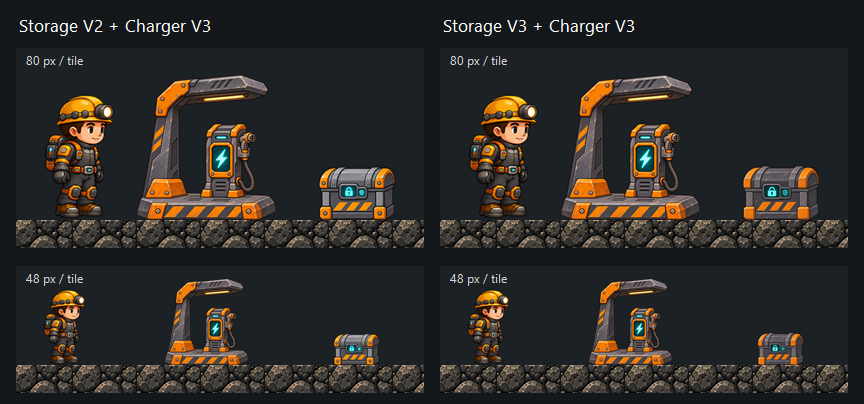 Storage V2 + Charger V3
80 px / tile
48 px / tile
Storage V3 + Charger V3
80 px / tile
48 px / tile